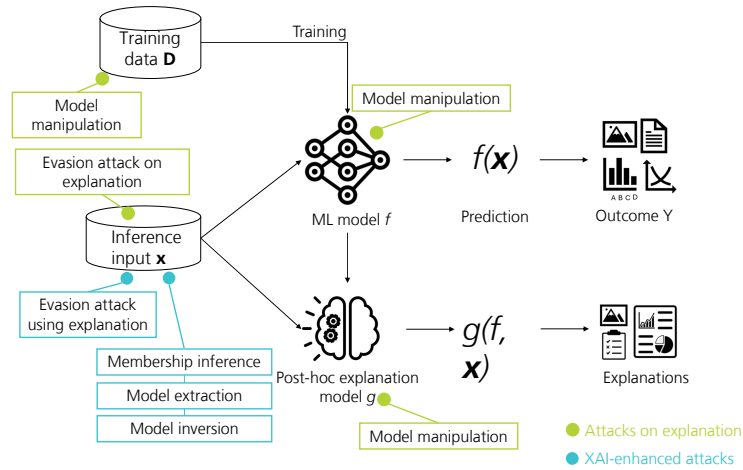 Training
data D
Training
Model
manipulation
Model manipulation
Evasion attack on
explanation
f(x)
Inference
input x
ML model f
Prediction
A B C D
Outcome Y
Evasion attack
using explanation
g(f,
x)
Membership inference
Model extraction
Model inversion
Post-hoc explanation
model g
Explanations
Model manipulation
Attacks on explanation
XAI-enhanced attacks